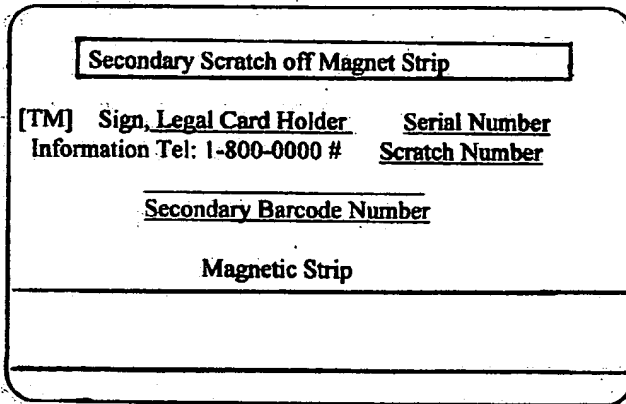 Secondary Scratch off Magnet Strip
[TM] Sign, Legal Card Holder Serial Number
Information Tel: 1-800-0000 # Scratch Number
Secondary Barcode Number
Magnetic Strip